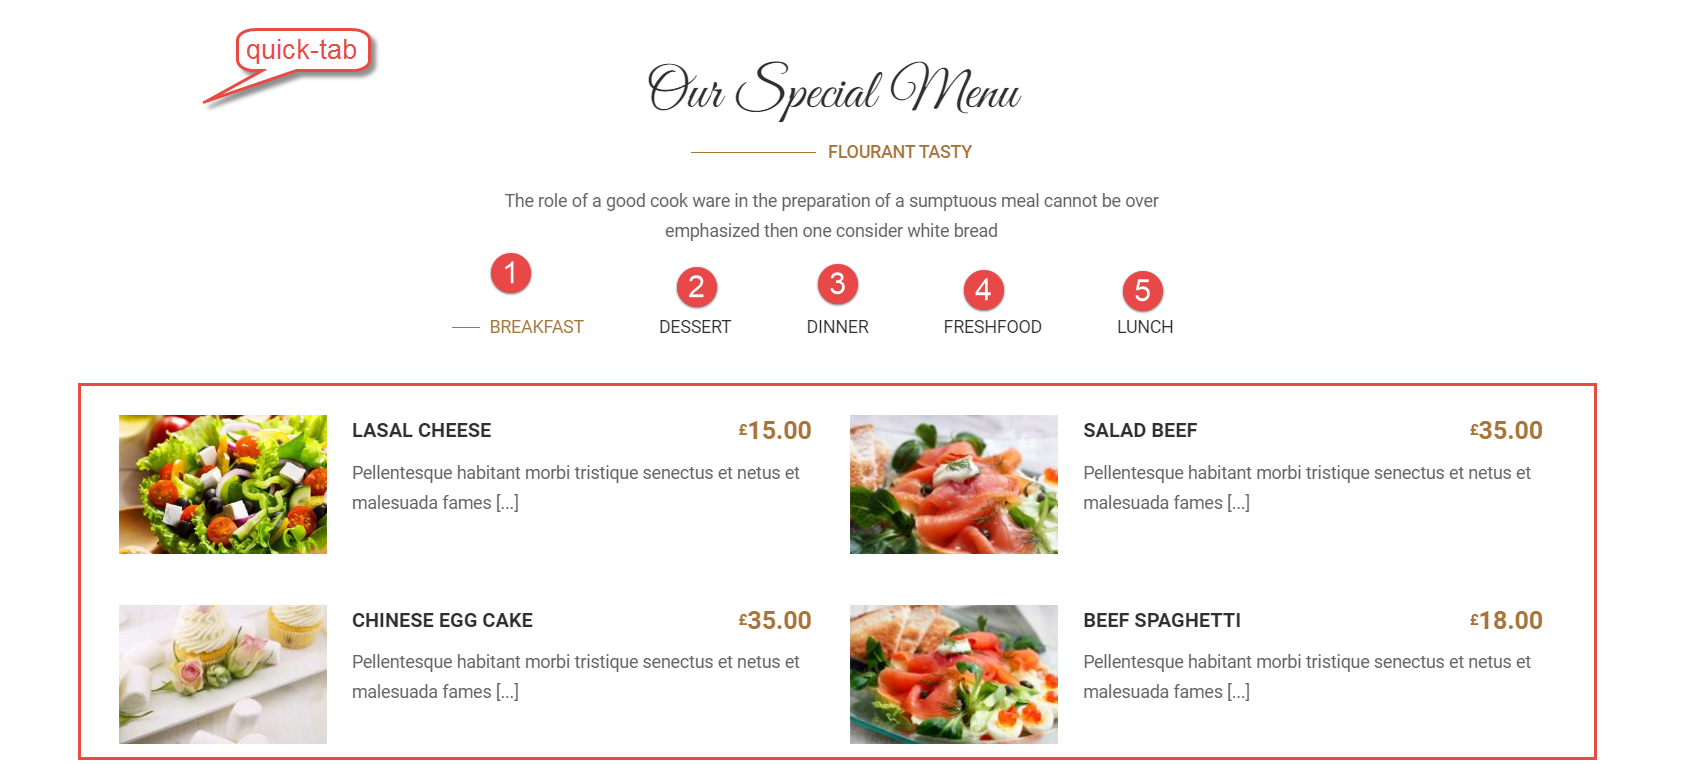 quick-tab
Our Special Menu
FLOURANT TASTY
The role of a good cook ware in the preparation of a sumptuous meal cannot be over
emphasized then one consider white bread
1 2 3 4 5
BREAKFAST DESSERT DINNER FRESHFOOD LUNCH
LASAL CHEESE £15.00
Pellentesque habitant morbi tristique senectus et netus et
malesuada fames [...]
SALAD BEEF £35.00
Pellentesque habitant morbi tristique senectus et netus et
malesuada fames [...]
CHINESE EGG CAKE £35.00
Pellentesque habitant morbi tristique senectus et netus et
malesuada fames [...]
BEEF SPAGHETTI £18.00
Pellentesque habitant morbi tristique senectus et netus et
malesuada fames [...]